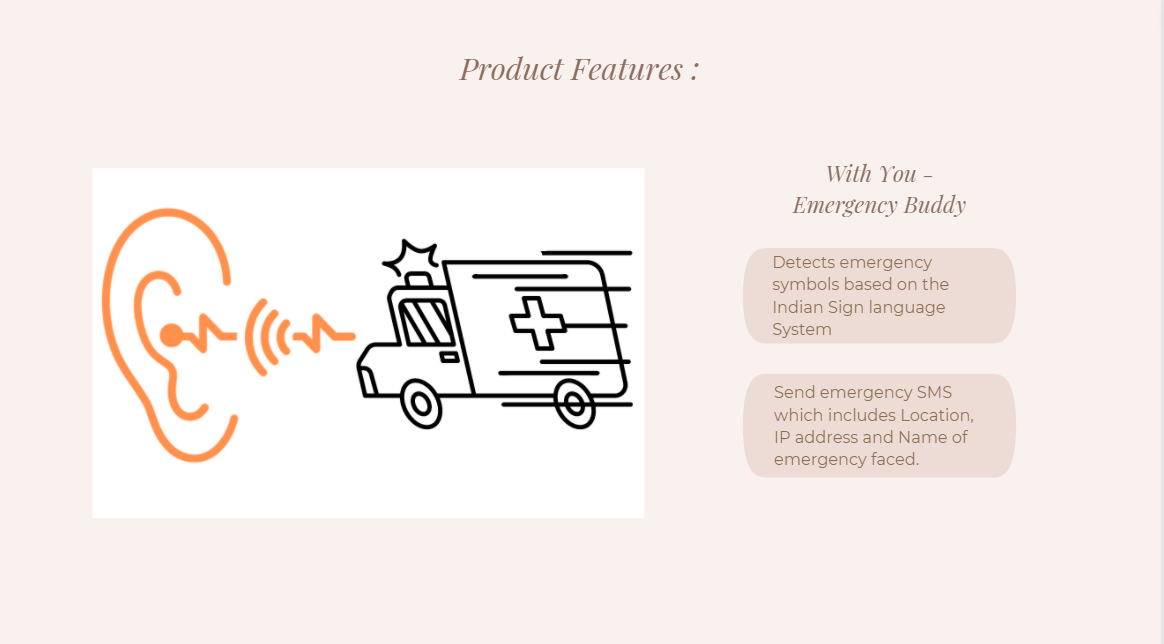 Product Features :
With You -
Emergency Buddy
Detects emergency
symbols based on the
Indian Sign language
System
Send emergency SMS
which includes Location,
IP address and Name of
emergency faced.